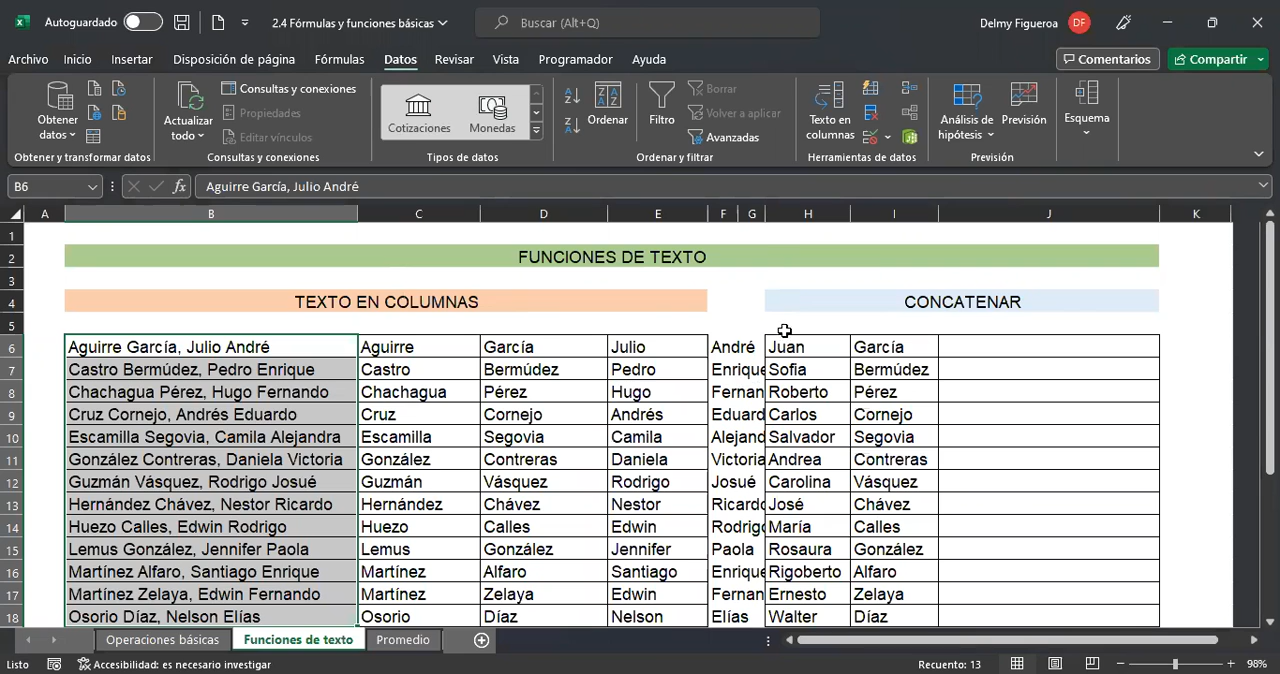 Autoguardado 2.4 Fórmulas y funciones básicas Buscar (Alt+Q) Delmy Figueroa DF
Archivo Inicio Insertar Disposición de página Fórmulas Datos Revisar Vista Programador Ayuda Comentarios Compartir
Obtener datos Actualizar todo Consultas y conexiones Propiedades Editar vínculos Cotizaciones Monedas Ordenar Filtro Borrar Volver a aplicar Avanzadas Texto en columnas Análisis de hipótesis Previsión Esquema
Obtener y transformar datos Consultas y conexiones Tipos de datos Ordenar y filtrar Herramientas de datos Previsión
B6 fx Aguirre García, Julio André
A B C D E F G H I J K
1
2 FUNCIONES DE TEXTO
3
4 TEXTO EN COLUMNAS CONCATENAR
5
6 Aguirre García, Julio André Aguirre García Julio André Juan García
7 Castro Bermúdez, Pedro Enrique Castro Bermúdez Pedro Enrique Sofia Bermúdez
8 Chachagua Pérez, Hugo Fernando Chachagua Pérez Hugo Fernan Roberto Pérez
9 Cruz Cornejo, Andrés Eduardo Cruz Cornejo Andrés Eduard Carlos Cornejo
10 Escamilla Segovia, Camila Alejandra Escamilla Segovia Camila Alejand Salvador Segovia
11 González Contreras, Daniela Victoria González Contreras Daniela Victoria Andrea Contreras
12 Guzmán Vásquez, Rodrigo Josué Guzmán Vásquez Rodrigo Josué Carolina Vásquez
13 Hernández Chávez, Nestor Ricardo Hernández Chávez Nestor Ricardo José Chávez
14 Huezo Calles, Edwin Rodrigo Huezo Calles Edwin Rodrigo María Calles
15 Lemus González, Jennifer Paola Lemus González Jennifer Paola Rosaura González
16 Martínez Alfaro, Santiago Enrique Martínez Alfaro Santiago Enrique Rigoberto Alfaro
17 Martínez Zelaya, Edwin Fernando Martínez Zelaya Edwin Fernan Ernesto Zelaya
18 Osorio Díaz, Nelson Elías Osorio Díaz Nelson Elías Walter Díaz
Operaciones básicas Funciones de texto Promedio
Listo Accesibilidad: es necesario investigar Recuento: 13 98%